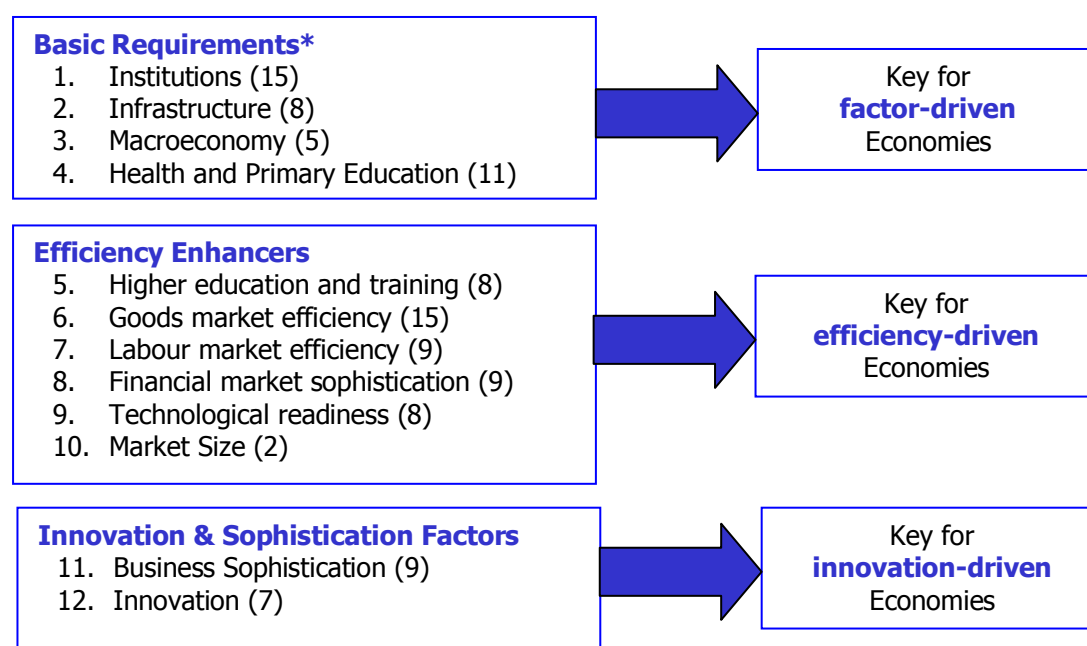 Basic Requirements*
1. Institutions (15)
2. Infrastructure (8)
3. Macroeconomy (5)
4. Health and Primary Education (11)
Key for
factor-driven
Economies
Efficiency Enhancers
5. Higher education and training (8)
6. Goods market efficiency (15)
7. Labour market efficiency (9)
8. Financial market sophistication (9)
9. Technological readiness (8)
10. Market Size (2)
Key for
efficiency-driven
Economies
Innovation & Sophistication Factors
11. Business Sophistication (9)
12. Innovation (7)
Key for
innovation-driven
Economies